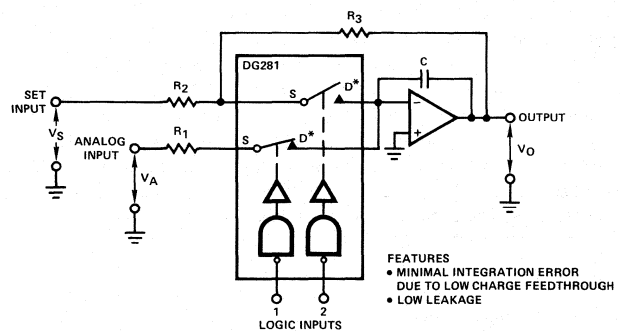 R3
DG281
C
R2
S
D*
SET
INPUT
−
+
OUTPUT
VS
ANALOG
INPUT
R1
S
D*
VO
VA
FEATURES
• MINIMAL INTEGRATION ERROR
DUE TO LOW CHARGE FEEDTHROUGH
• LOW LEAKAGE
1 2
LOGIC INPUTS